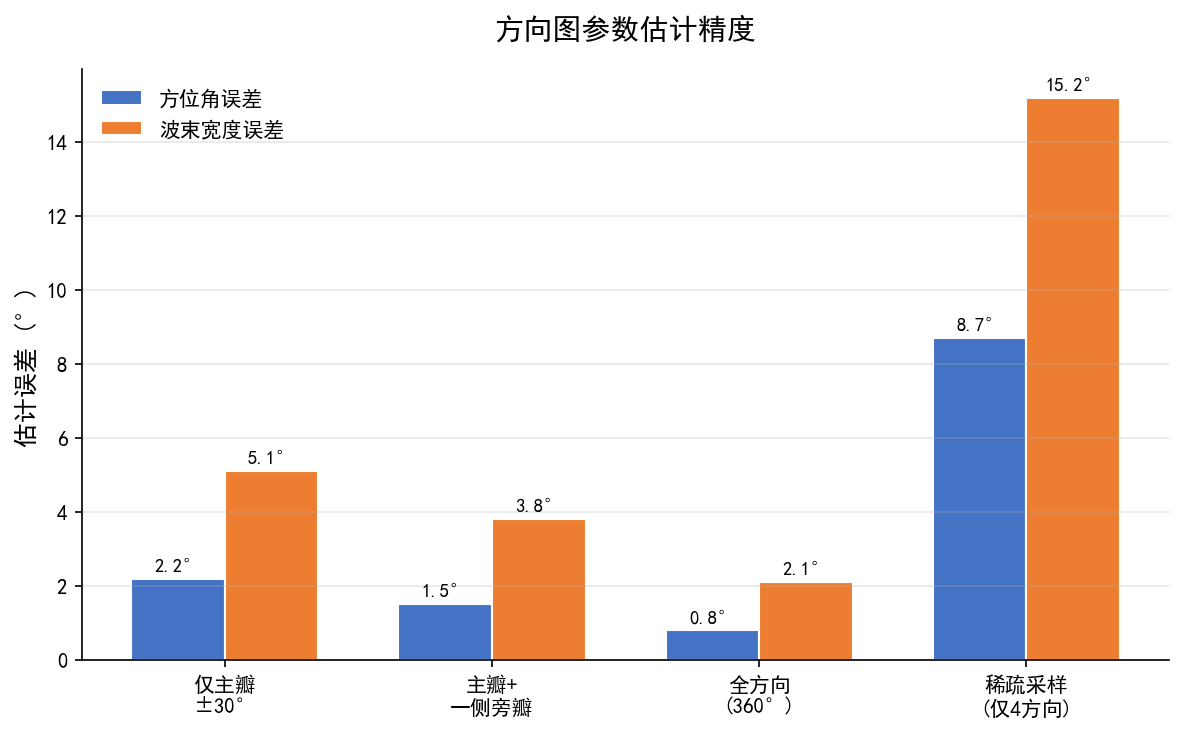 方向图参数估计精度
方位角误差
波束宽度误差
估计误差（°）
14
12
10
8
6
4
2
0
2.2°
5.1°
1.5°
3.8°
0.8°
2.1°
8.7°
15.2°
仅主瓣
±30°
主瓣+
一侧旁瓣
全方向
(360°)
稀疏采样
(仅4方向)